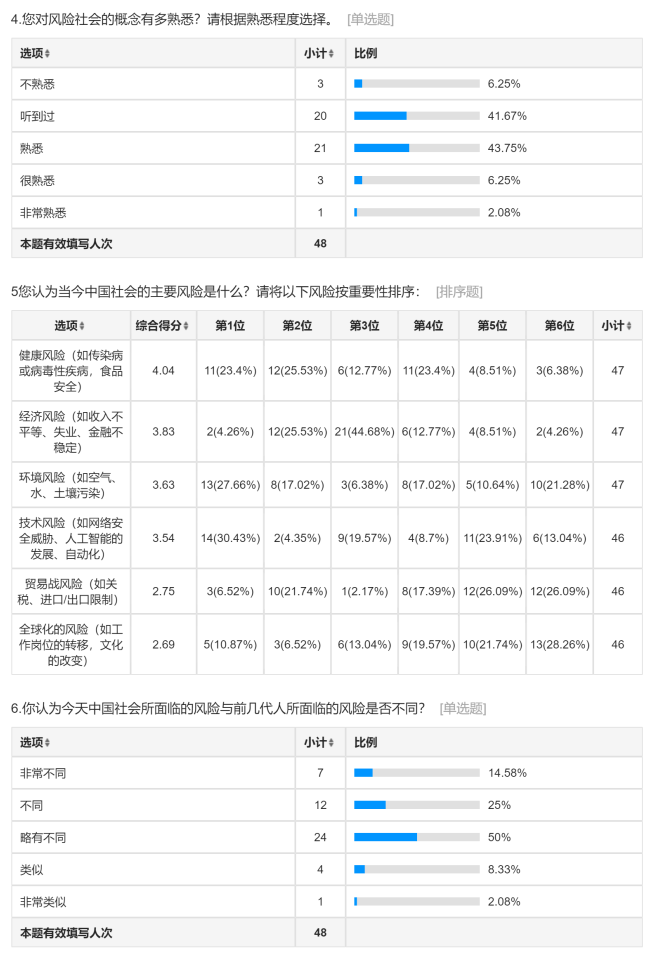 4.您对风险社会的概念有多熟悉？请根据熟悉程度选择。 [单选题]
选项 小计 比例
不熟悉 3 6.25%
听到过 20 41.67%
熟悉 21 43.75%
很熟悉 3 6.25%
非常熟悉 1 2.08%
本题有效填写人次 48
5您认为当今中国社会的主要风险是什么？请将以下风险按重要性排序： [排序题]
选项 综合得分 第1位 第2位 第3位 第4位 第5位 第6位 小计
健康风险（如传染病
或病毒性疾病，食品
安全） 4.04 11(23.4%) 12(25.53%) 6(12.77%) 11(23.4%) 4(8.51%) 3(6.38%) 47
经济风险（如收入不
平等、失业、金融不
稳定） 3.83 2(4.26%) 12(25.53%) 21(44.68%) 6(12.77%) 4(8.51%) 2(4.26%) 47
环境风险（如空气、
水、土壤污染） 3.63 13(27.66%) 8(17.02%) 3(6.38%) 8(17.02%) 5(10.64%) 10(21.28%) 47
技术风险（如网络安
全威胁、人工智能的
发展、自动化） 3.54 14(30.43%) 2(4.35%) 9(19.57%) 4(8.7%) 11(23.91%) 6(13.04%) 46
贸易战风险（如关
税、进口/出口限制） 2.75 3(6.52%) 10(21.74%) 1(2.17%) 8(17.39%) 12(26.09%) 12(26.09%) 46
全球化的风险（如工
作岗位的转移，文化
的改变） 2.69 5(10.87%) 3(6.52%) 6(13.04%) 9(19.57%) 10(21.74%) 13(28.26%) 46
6.你认为今天中国社会所面临的风险与前几代人所面临的风险是否不同？ [单选题]
选项 小计 比例
非常不同 7 14.58%
不同 12 25%
略有不同 24 50%
类似 4 8.33%
非常类似 1 2.08%
本题有效填写人次 48